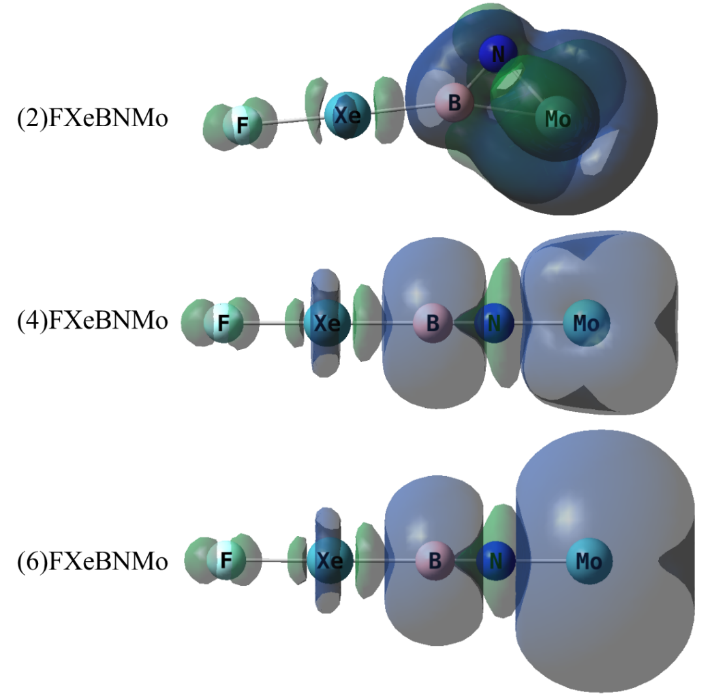 N
(2)FXeBNMo F Xe B Mo
(4)FXeBNMo F Xe B N Mo
(6)FXeBNMo F Xe B N Mo